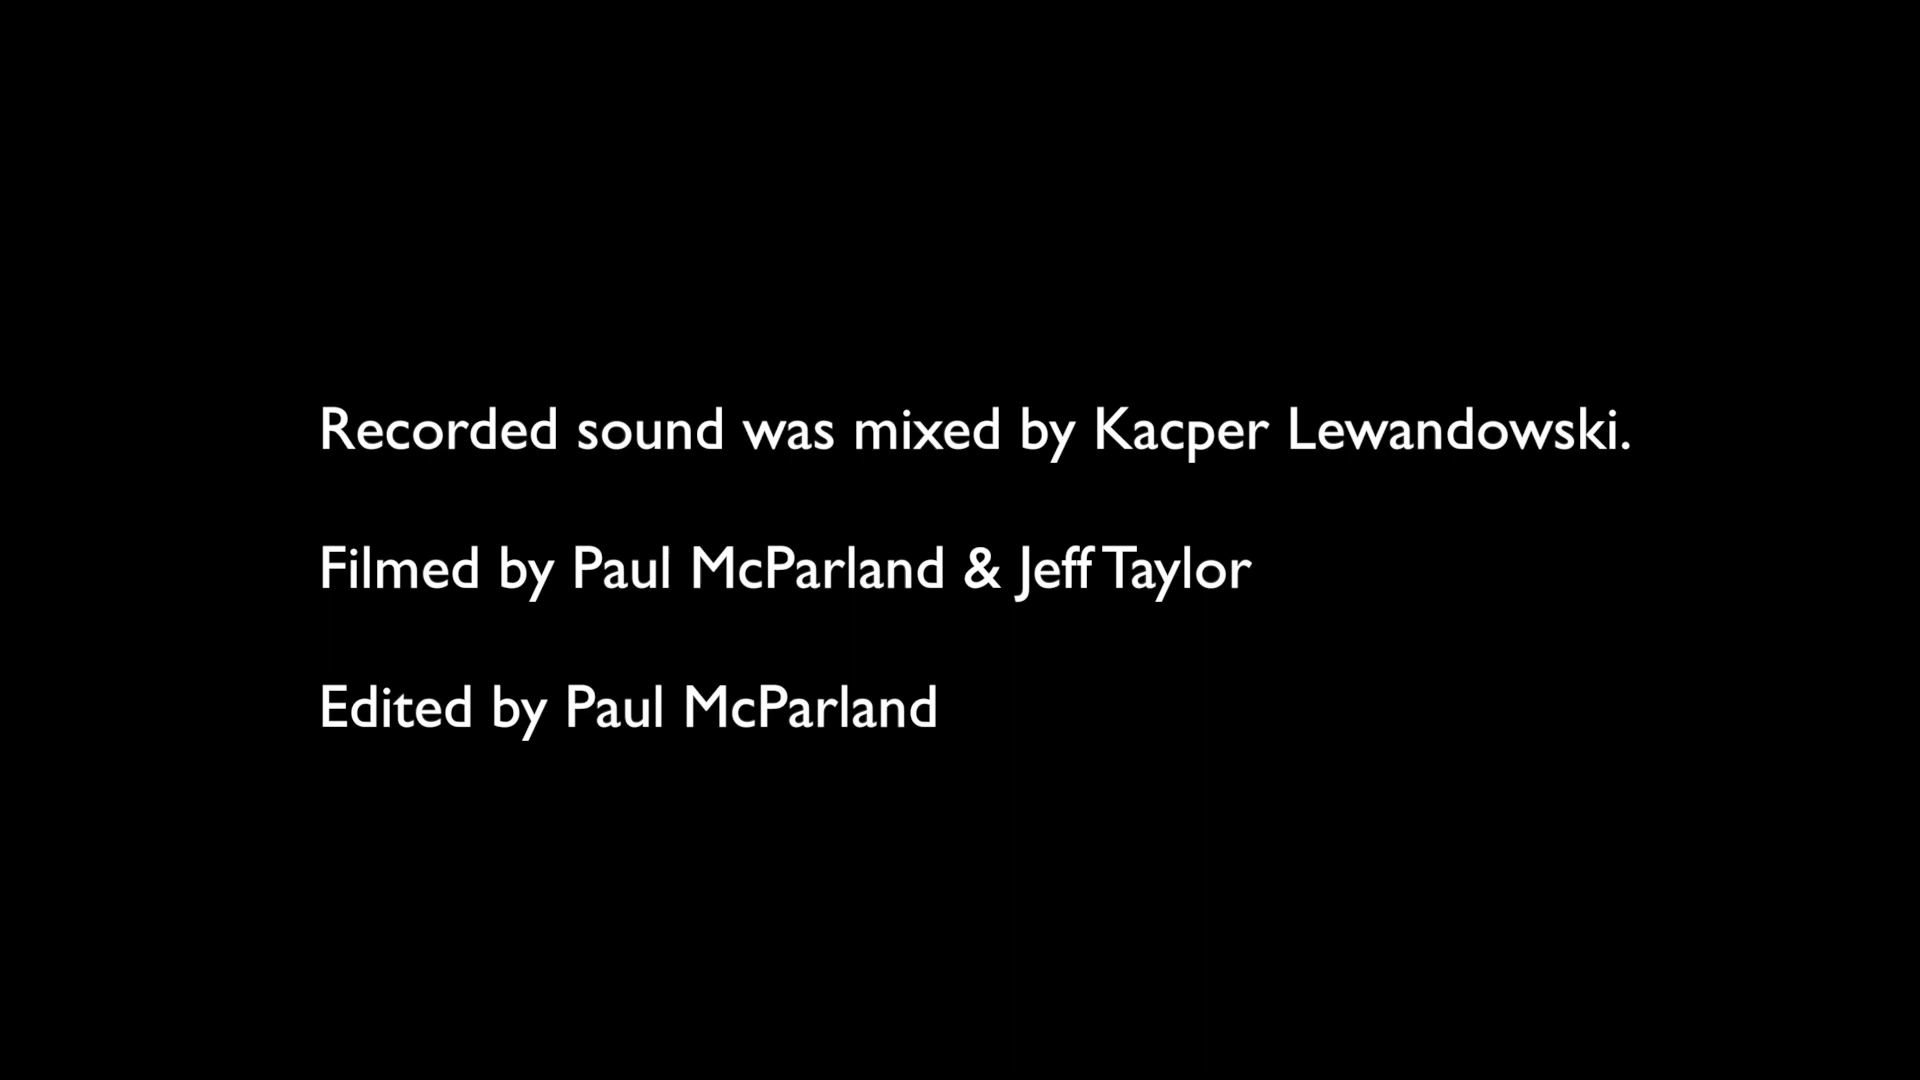 Recorded sound was mixed by Kacper Lewandowski.
Filmed by Paul McParland & Jeff Taylor
Edited by Paul McParland